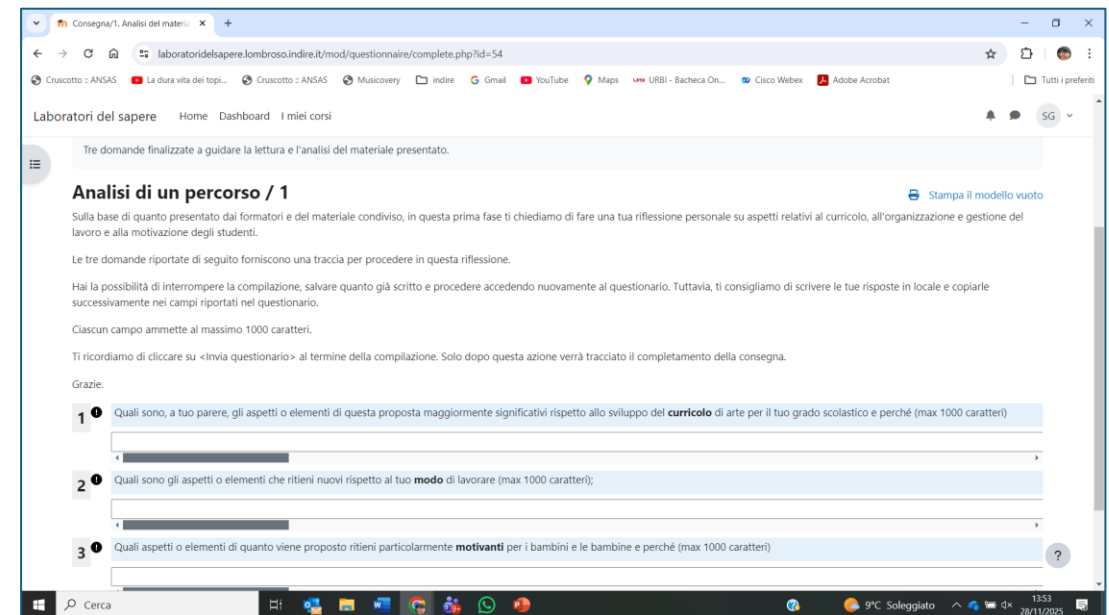 Consegna/1. Analisi del materia
laboratoridelsapere.lombroso.indire.it/mod/questionnaire/complete.php?id=54
Cruscotto :: ANSAS La dura vita dei topi... Cruscotto :: ANSAS Musicovery indire Gmail YouTube Maps URBI - Bacheca On... Cisco Webex Adobe Acrobat Tutti i preferiti
Laboratori del sapere Home Dashboard I miei corsi SG
Tre domande finalizzate a guidare la lettura e l'analisi del materiale presentato.
Analisi di un percorso / 1
Stampa il modello vuoto
Sulla base di quanto presentato dai formatori e del materiale condiviso, in questa prima fase ti chiediamo di fare una tua riflessione personale su aspetti relativi al curricolo, all'organizzazione e gestione del
lavoro e alla motivazione degli studenti.
Le tre domande riportate di seguito forniscono una traccia per procedere in questa riflessione.
Hai la possibilità di interrompere la compilazione, salvare quanto già scritto e procedere accedendo nuovamente al questionario. Tuttavia, ti consigliamo di scrivere le tue risposte in locale e copiarle
successivamente nei campi riportati nel questionario.
Ciascun campo ammette al massimo 1000 caratteri.
Ti ricordiamo di cliccare su <Invia questionario> al termine della compilazione. Solo dopo questa azione verrà tracciato il completamento della consegna.
Grazie.
1 Quali sono, a tuo parere, gli aspetti o elementi di questa proposta maggiormente significativi rispetto allo sviluppo del curricolo di arte per il tuo grado scolastico e perché (max 1000 caratteri)
2 Quali sono gli aspetti o elementi che ritieni nuovi rispetto al tuo modo di lavorare (max 1000 caratteri);
3 Quali aspetti o elementi di quanto viene proposto ritieni particolarmente motivanti per i bambini e le bambine e perché (max 1000 caratteri)
?
Cerca 9°C Soleggiato 13:53
28/11/2025